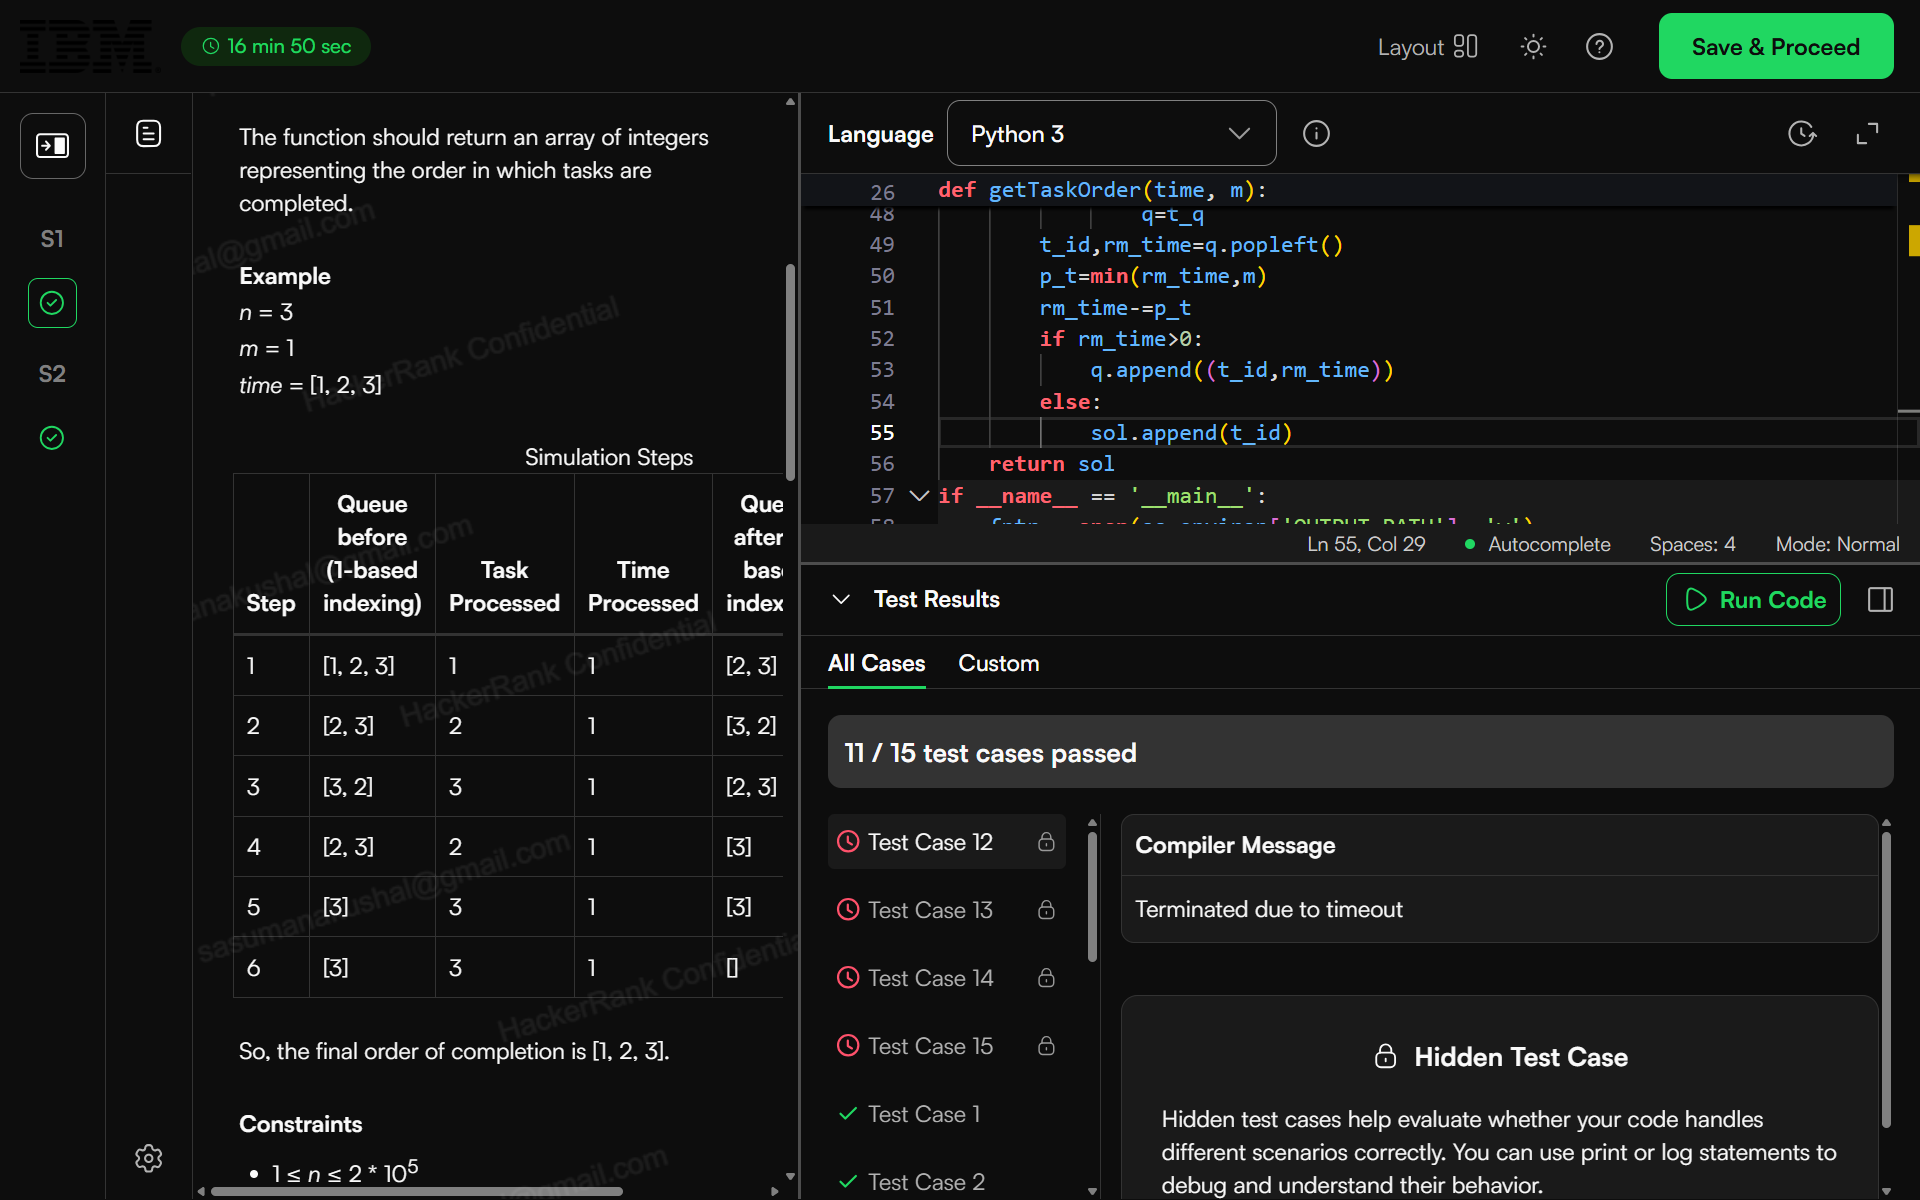 IBM
16 min 50 sec
Layout
Save & Proceed
S1
S2
The function should return an array of integers
representing the order in which tasks are
completed.
Example
n = 3
m = 1
time = [1, 2, 3]
Simulation Steps
Step | Queue before (1-based indexing) | Task Processed | Time Processed | Que after bas index
1 | [1, 2, 3] | 1 | 1 | [2, 3]
2 | [2, 3] | 2 | 1 | [3, 2]
3 | [3, 2] | 3 | 1 | [2, 3]
4 | [2, 3] | 2 | 1 | [3]
5 | [3] | 3 | 1 | [3]
6 | [3] | 3 | 1 | []
So, the final order of completion is [1, 2, 3].
Constraints
• 1 ≤ n ≤ 2 * 10^5
HackerRank Confidential
HackerRank Confidential
HackerRank Confidential
sasumanakushal@gmail.com
Language
Python 3
26 def getTaskOrder(time, m):
48 q=t_q
49 t_id,rm_time=q.popleft()
50 p_t=min(rm_time,m)
51 rm_time-=p_t
52 if rm_time>0:
53 q.append((t_id,rm_time))
54 else:
55 sol.append(t_id)
56 return sol
57 if __name__ == '__main__':
Ln 55, Col 29
Autocomplete
Spaces: 4
Mode: Normal
Test Results
Run Code
All Cases
Custom
11 / 15 test cases passed
Test Case 12
Test Case 13
Test Case 14
Test Case 15
Test Case 1
Test Case 2
Compiler Message
Terminated due to timeout
Hidden Test Case
Hidden test cases help evaluate whether your code handles
different scenarios correctly. You can use print or log statements to
debug and understand their behavior.